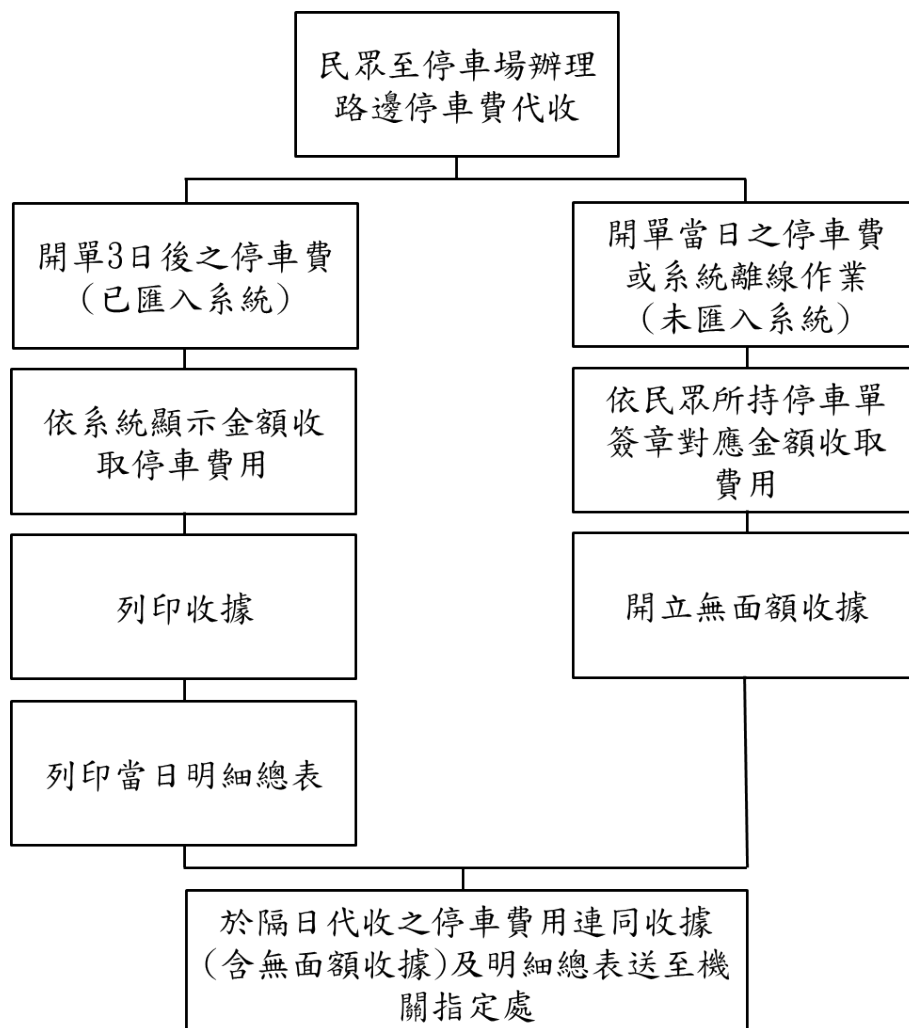 民眾至停車場辦理
路邊停車費代收
開單3日後之停車費
(已匯入系統)
開單當日之停車費
或系統離線作業
(未匯入系統)
依系統顯示金額收
取停車費用
依民眾所持停車單
簽章對應金額收取
費用
列印收據
開立無面額收據
列印當日明細總表
於隔日代收之停車費用連同收據
(含無面額收據)及明細總表送至機
關指定處